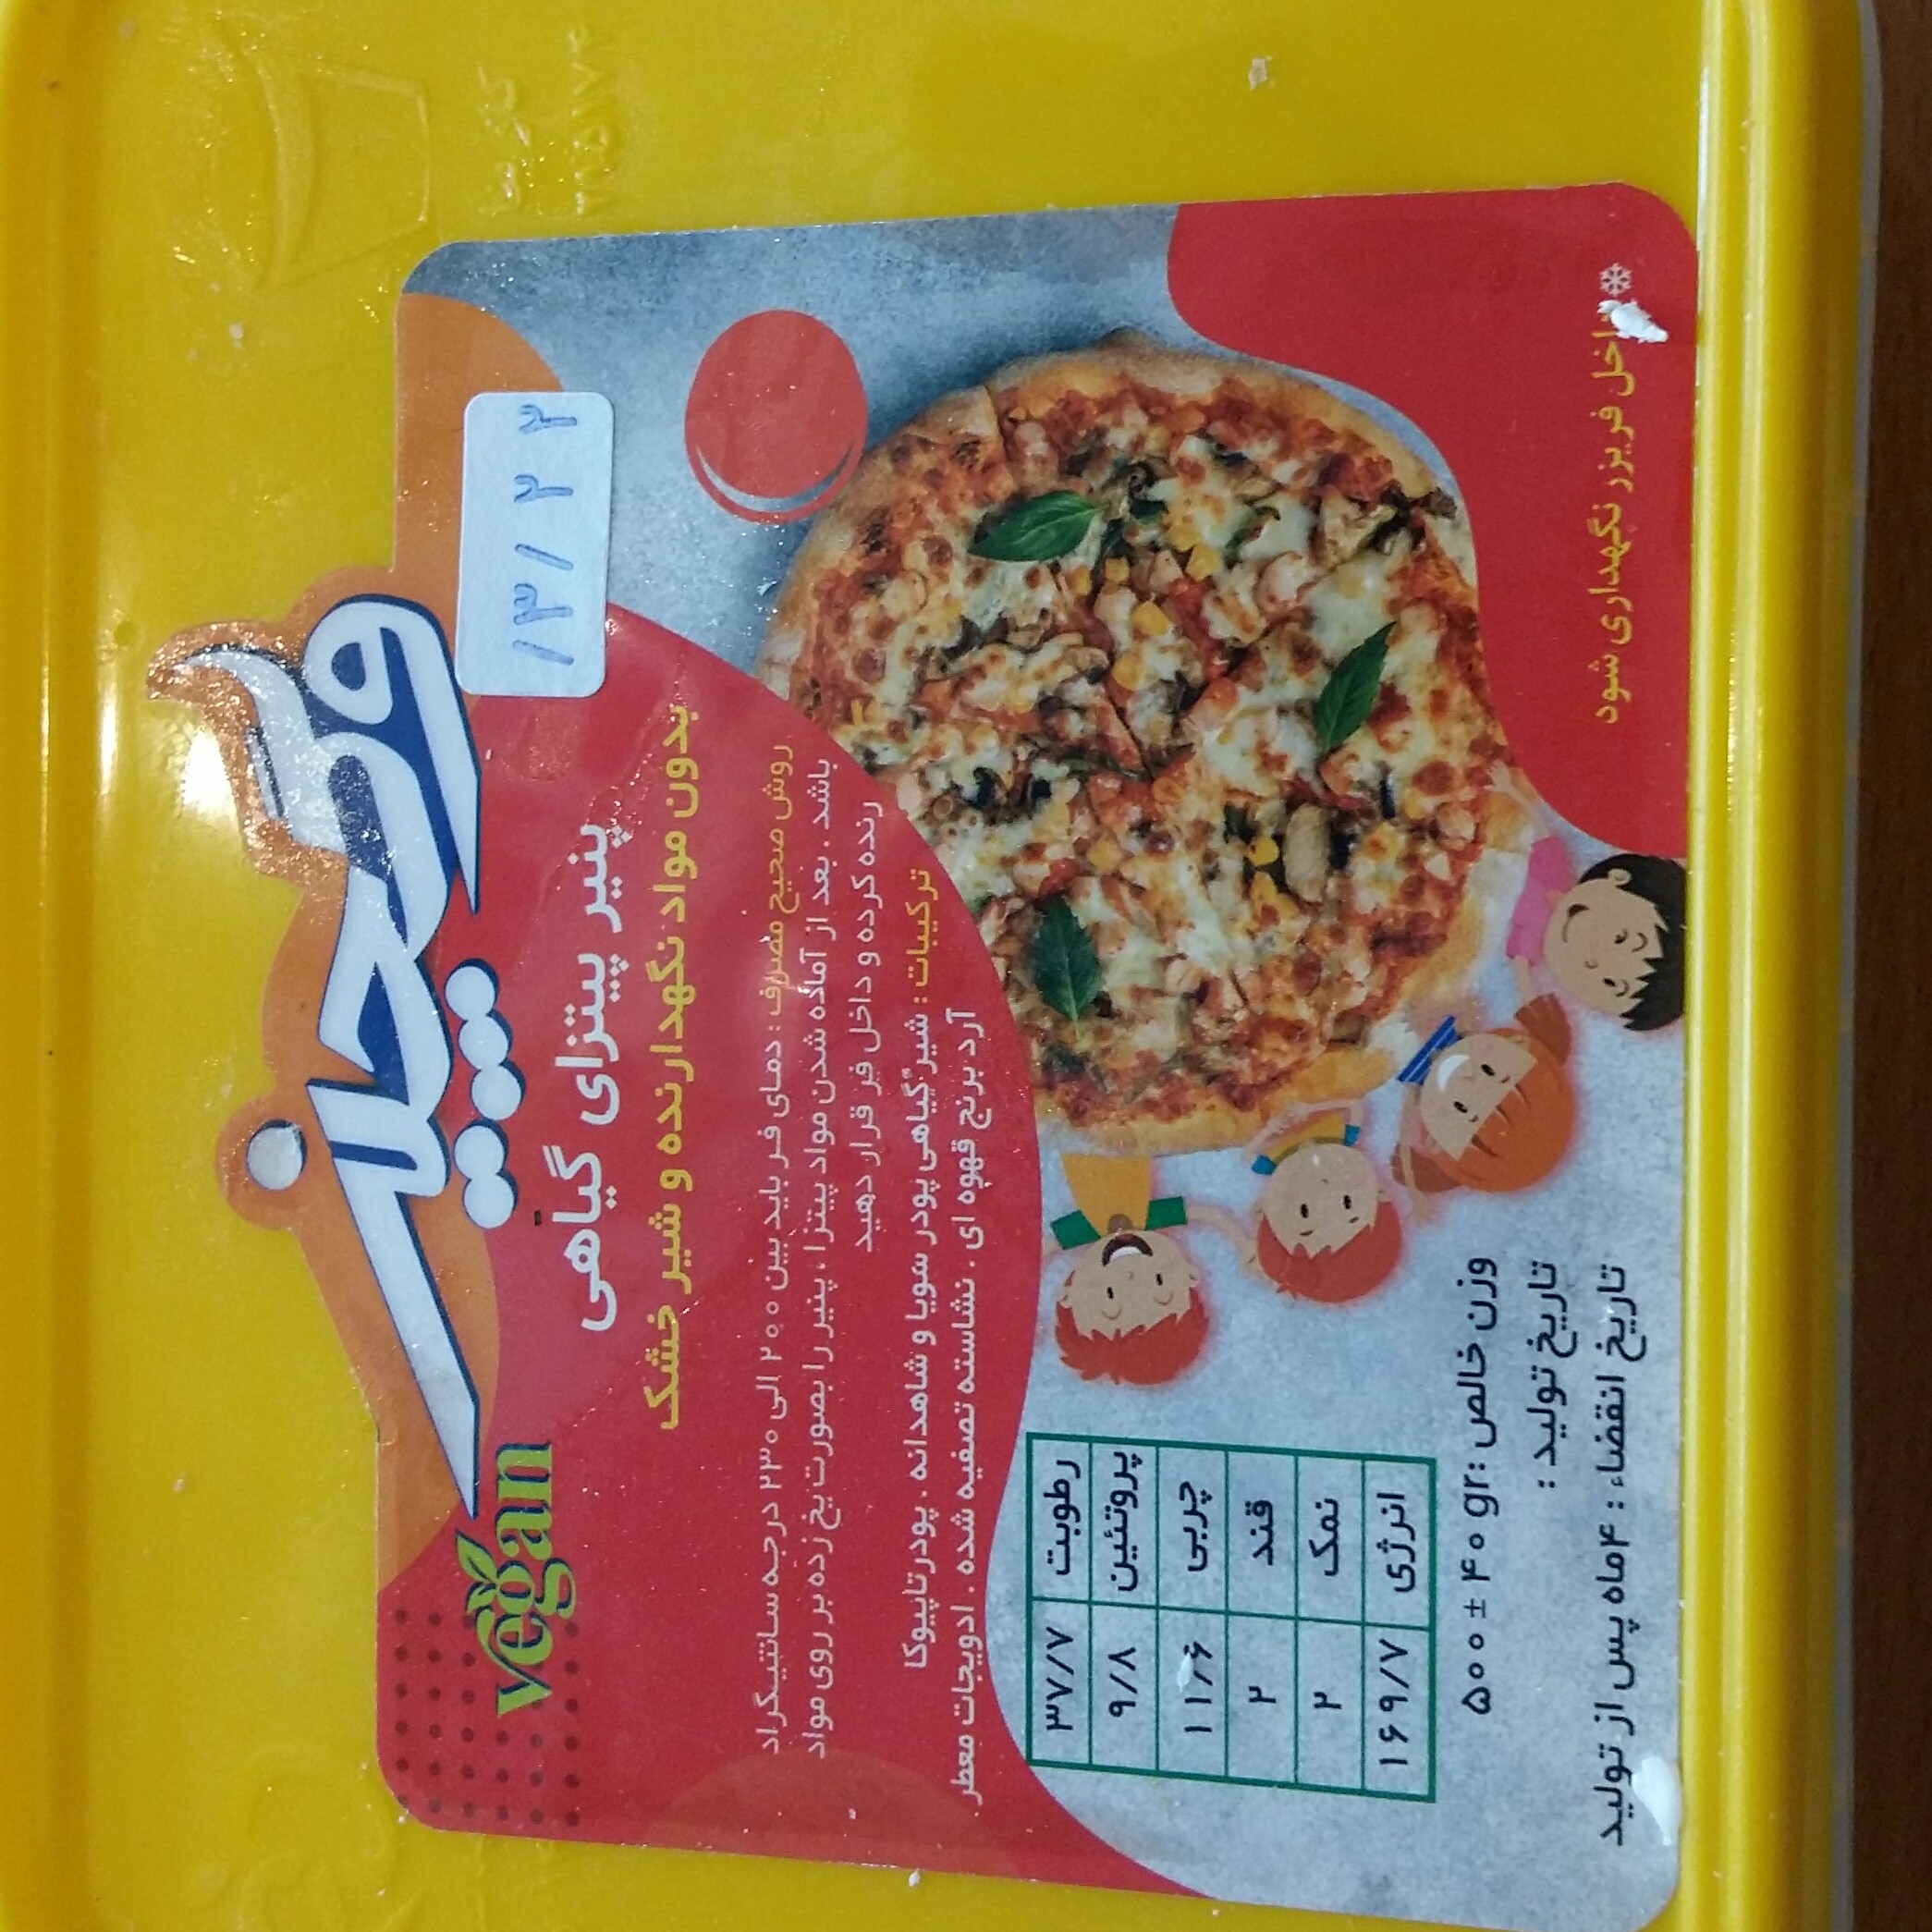 وگچیلاین
vegan
پنیر پیتزای گیاهی
بدون مواد نگهدارنده و شیر خشک
روش صحیح مصرف : دمای فر باید بین ۲۰۰ الی ۲۳۰ درجه سانتیگراد
باشد . بعد از آماده شدن مواد پیتزا ، پنیر را بصورت یخ زده بر روی مواد
رنده کرده و داخل فر قرار دهید
ترکیبات : شیر گیاهی پودر سویا و شاهدانه . پودر تاپیوکا
آرد برنج قهوه ای . نشاسته تصفیه شده . ادویجات معطر
رطوبت ۳۷/۷
پروتئین ۹/۸
چربی ۱۱/۶
قند ۲
نمک ۲
انرژی ۱۶۹/۷
وزن خالص : ۵۰۰ ± ۴۰ gr
تاریخ تولید :
تاریخ انقضاء : ۴ماه پس از تولید
داخل فریزر نگهداری شود